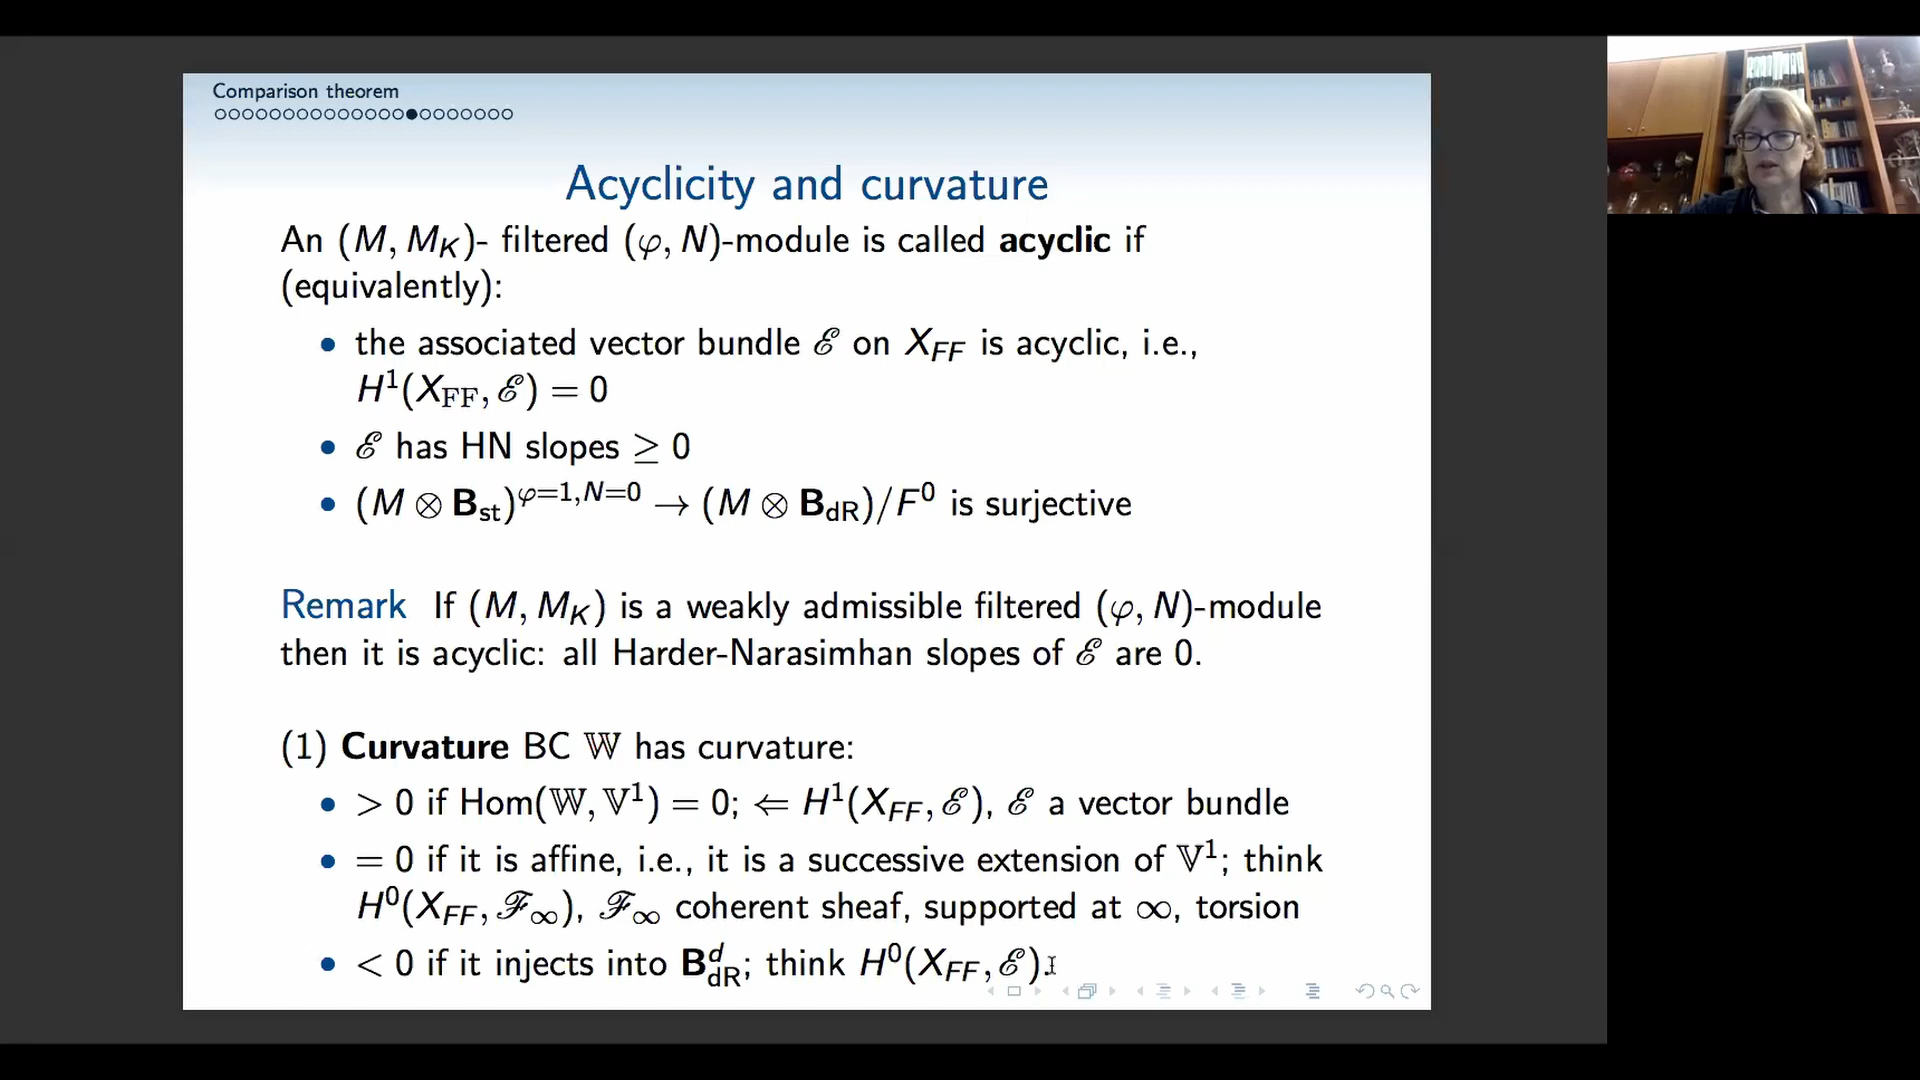 Comparison theorem
Acyclicity and curvature
An (M, M_K)- filtered (φ, N)-module is called acyclic if
(equivalently):
• the associated vector bundle ℰ on X_FF is acyclic, i.e.,
H¹(X_FF, ℰ) = 0
• ℰ has HN slopes ≥ 0
• (M ⊗ B_st)^{φ=1,N=0} → (M ⊗ B_dR)/F⁰ is surjective
Remark If (M, M_K) is a weakly admissible filtered (φ, N)-module
then it is acyclic: all Harder-Narasimhan slopes of ℰ are 0.
(1) Curvature BC 𝕎 has curvature:
• > 0 if Hom(𝕎, 𝕍¹) = 0; ⇐ H¹(X_FF, ℰ), ℰ a vector bundle
• = 0 if it is affine, i.e., it is a successive extension of 𝕍¹; think
H⁰(X_FF, ℱ_∞), ℱ_∞ coherent sheaf, supported at ∞, torsion
• < 0 if it injects into B^d_dR; think H⁰(X_FF, ℰ).